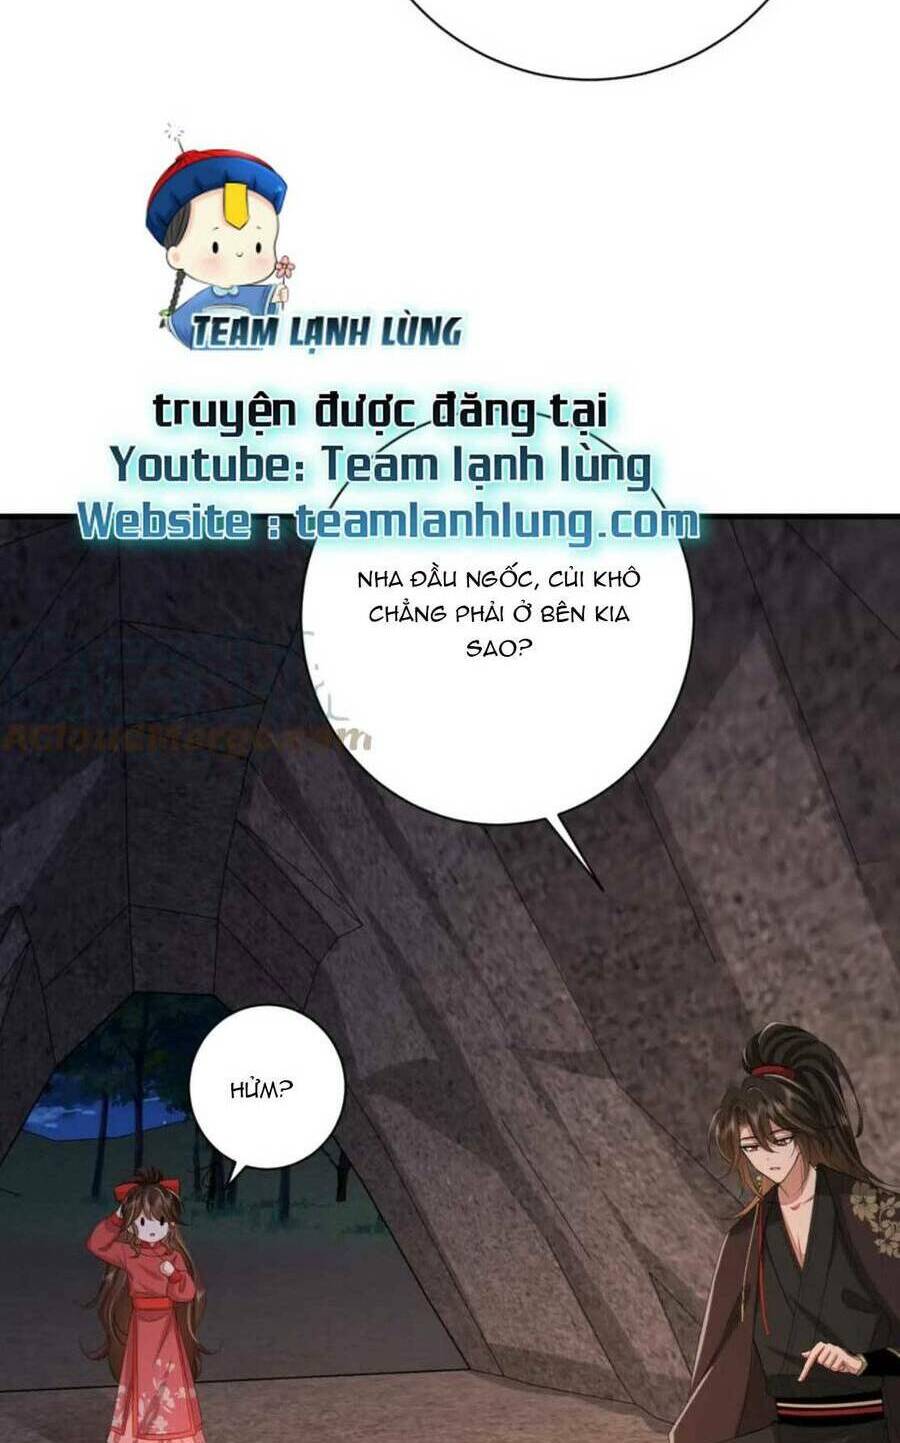 TEAM LẠNH LÙNG
truyện được đăng tại
Youtube: Team lạnh lùng
Website : teamlanhlung.com
NHA ĐẦU NGỐC, CỦI KHÔ
CHẲNG PHẢI Ở BÊN KIA
SAO?
HỬM?